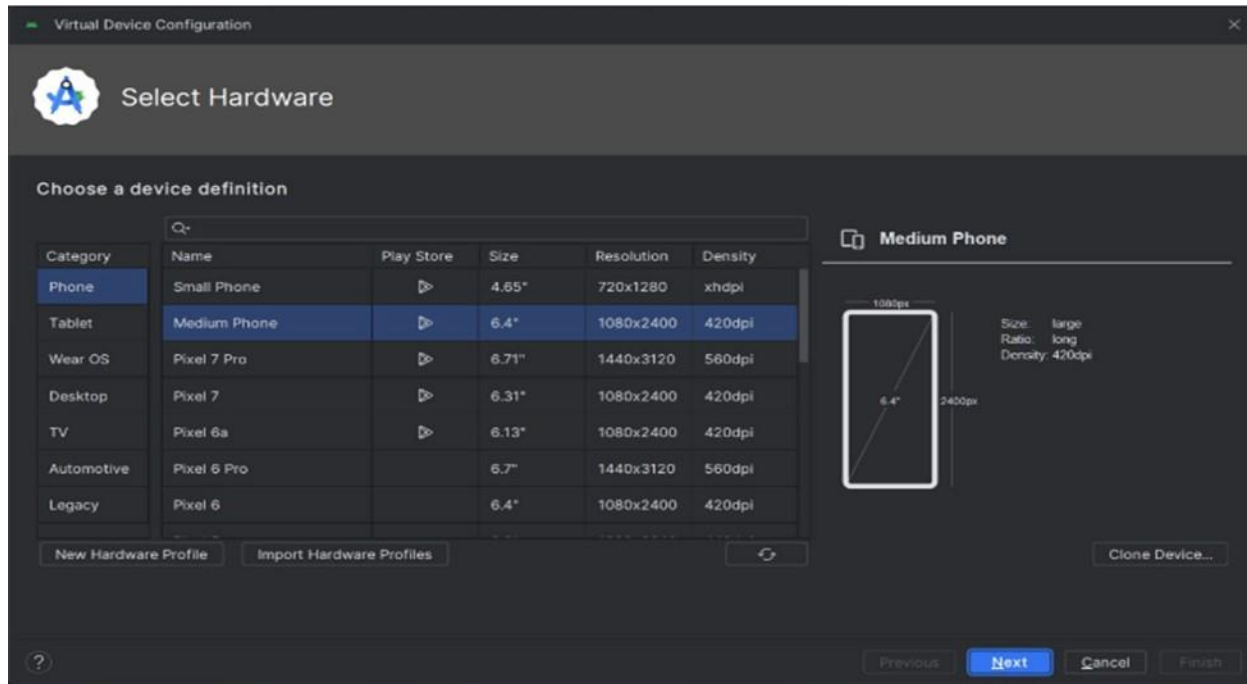 Virtual Device Configuration
Select Hardware
Choose a device definition
Category Name Play Store Size Resolution Density
Phone Small Phone 4.65" 720x1280 xhdpi
Tablet Medium Phone 6.4" 1080x2400 420dpi
Wear OS Pixel 7 Pro 6.71" 1440x3120 560dpi
Desktop Pixel 7 6.31" 1080x2400 420dpi
TV Pixel 6a 6.13" 1080x2400 420dpi
Automotive Pixel 6 Pro 6.7" 1440x3120 560dpi
Legacy Pixel 6 6.4" 1080x2400 420dpi
New Hardware Profile Import Hardware Profiles
Medium Phone
1080px
6.4" 2400px
Size: large
Ratio: long
Density: 420dpi
Clone Device...
? Previous Next Cancel Finish